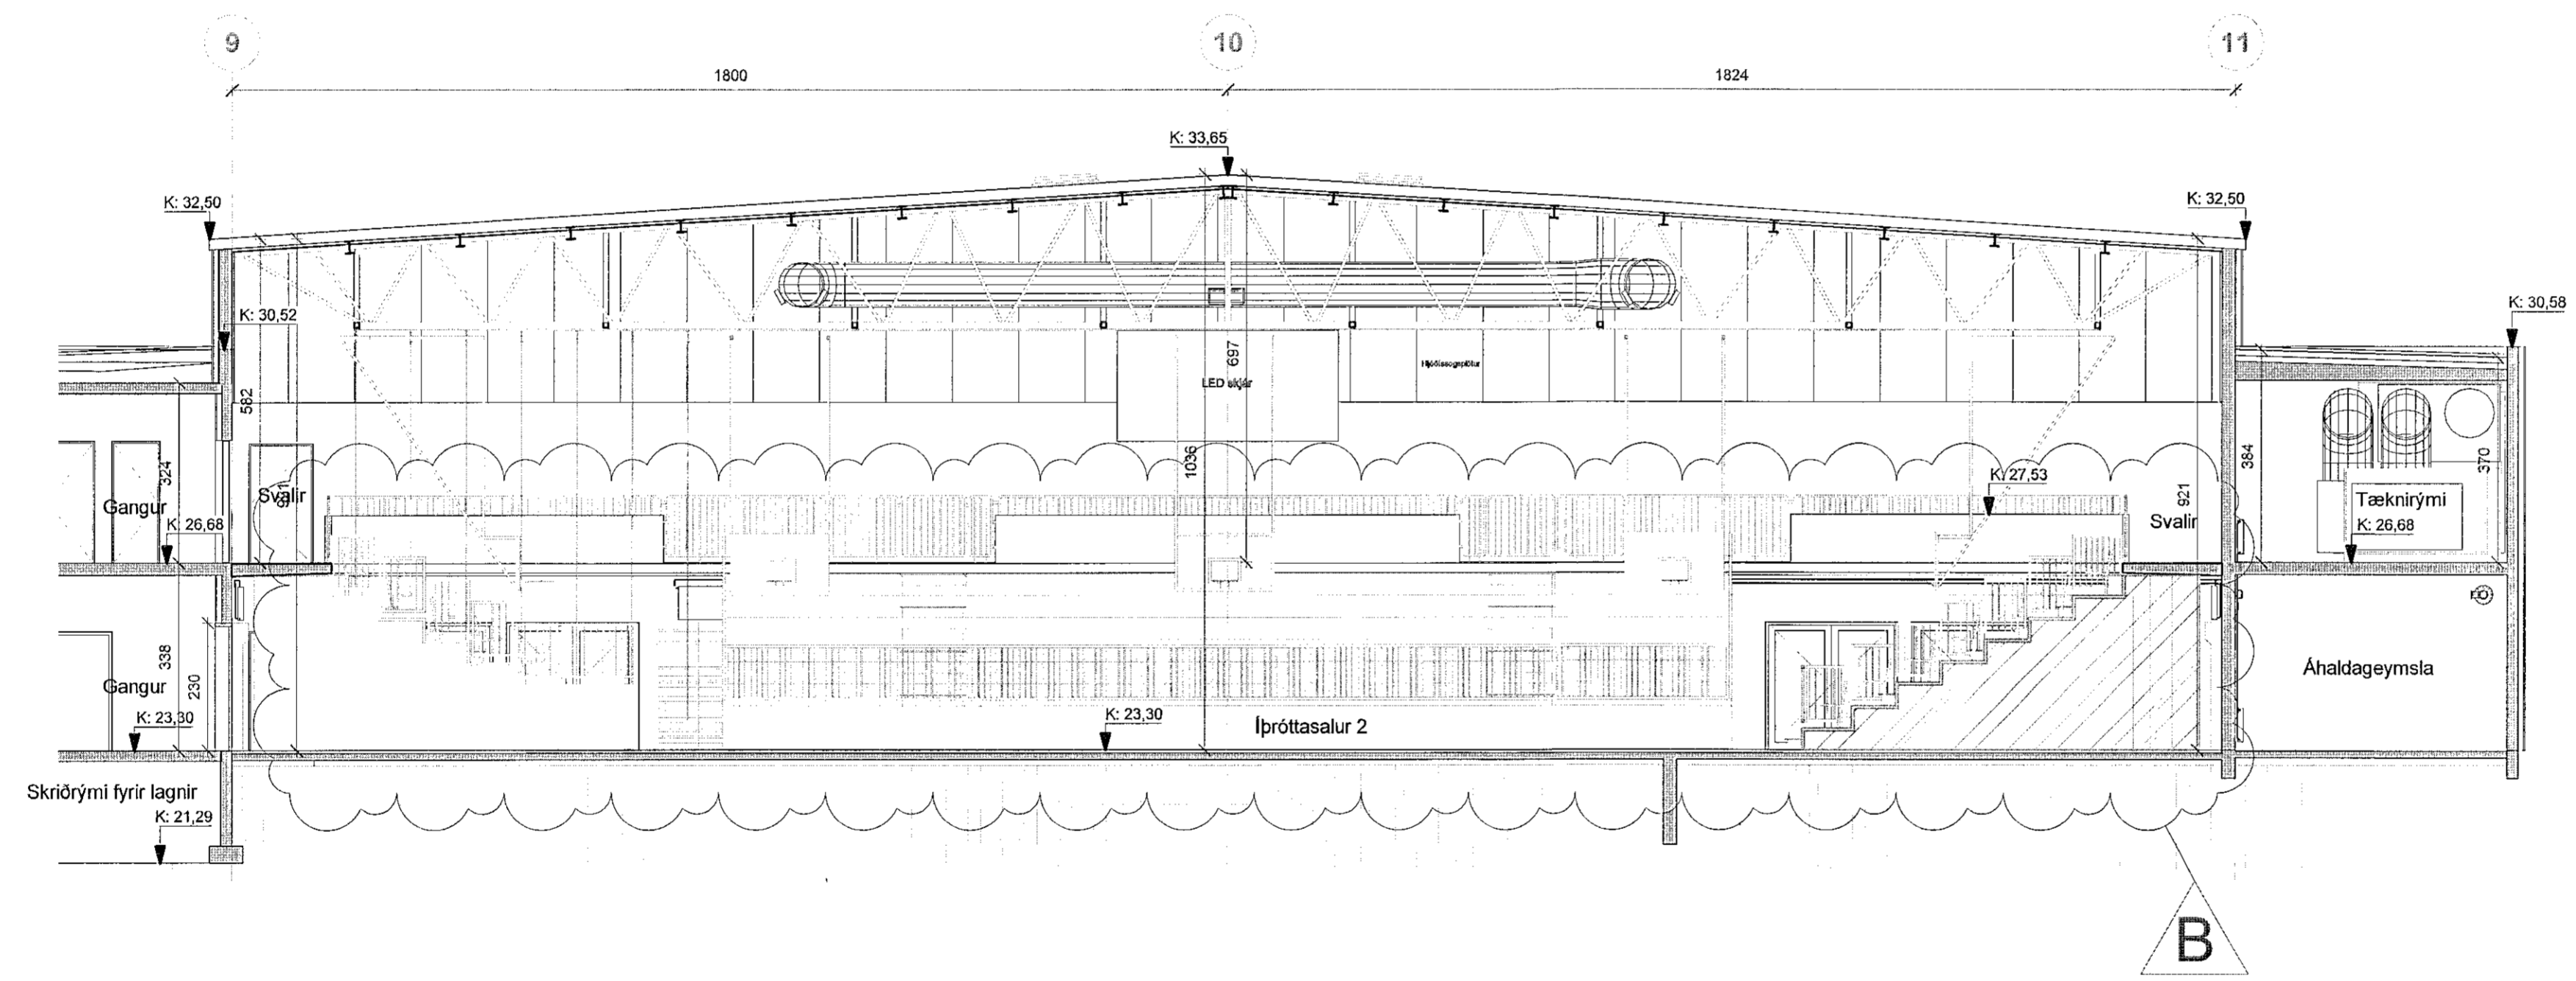 9
10
11
1800
1824
K: 33,65
K: 32,50
K: 32,50
K: 30,52
K: 30,58
697
LED skjár
Hljóðísogsplötur
582
324
1036
384
370
Gangur
Svalir
921
K: 27,53
921
Svalir
Tæknirými
K: 26,68
K: 26,68
338
230
Gangur
K: 23,30
K: 23,30
Íþróttasalur 2
Áhaldageymsla
Skriðrými fyrir lagnir
K: 21,29
B